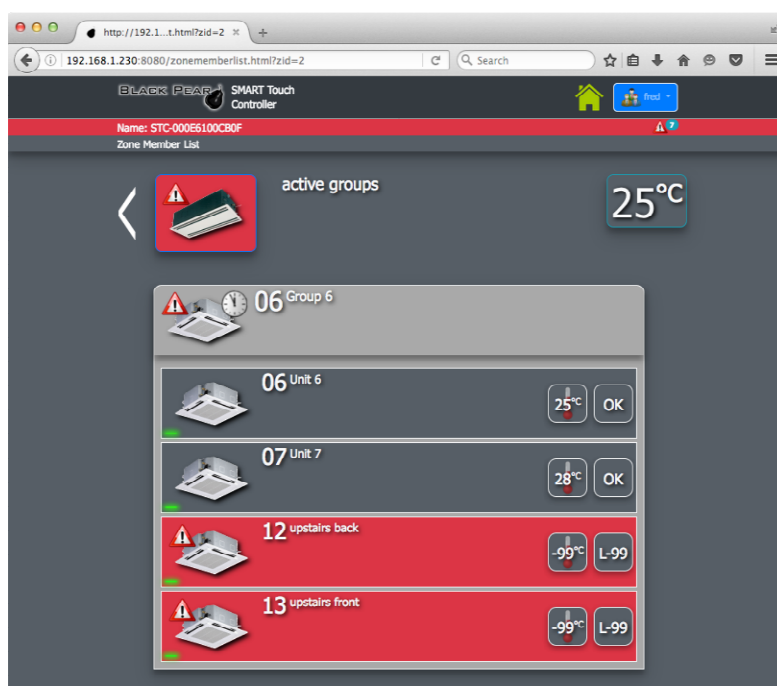 http://192.1...t.html?zid=2 × +
192.168.1.230:8080/zonememberlist.html?zid=2
Search
BLACK PEAR
SMART Touch
Controller
fred
Name: STC-000E6100CB0F
7
Zone Member List
active groups
25°C
06 Group 6
06 Unit 6
25°C OK
07 Unit 7
28°C OK
12 upstairs back
-99°C L-99
13 upstairs front
-99°C L-99